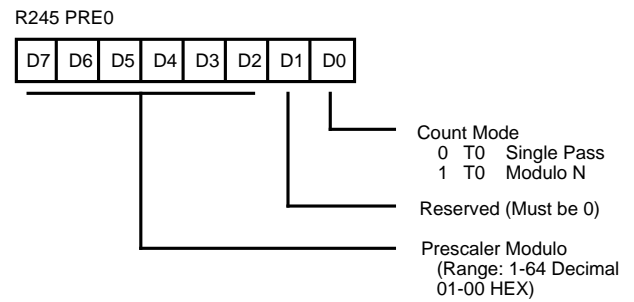 R245 PRE0
D7 D6 D5 D4 D3 D2 D1 D0
Count Mode
0 T0 Single Pass
1 T0 Modulo N
Reserved (Must be 0)
Prescaler Modulo
(Range: 1-64 Decimal
01-00 HEX)